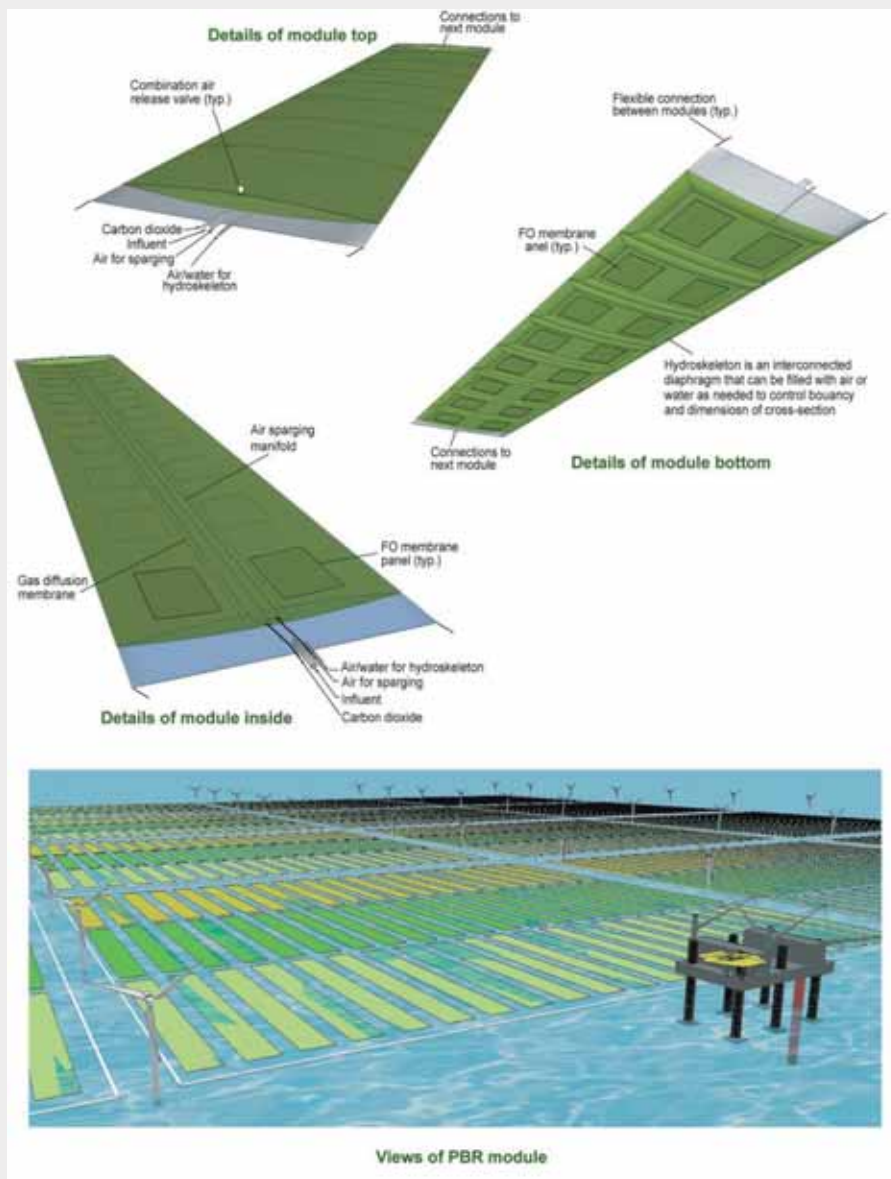 Details of module top
Connections to
next module
Combination air
release valve (typ.)
Carbon dioxide
Influent
Air for sparging
Air/water for
hydroskeleton
Flexible connection
between modules (typ.)
FO membrane
anel (typ.)
Hydroskeleton is an interconnected
diaphragm that can be filled with air or
water as needed to control bouancy
and dimensiosn of cross-section
Connections to
next module
Details of module bottom
Air sparging
manifold
FO membrane
panel (typ.)
Gas diffusion
membrane
Air/water for hydroskeleton
Air for sparging
Influent
Carbon dioxide
Details of module inside
Views of PBR module